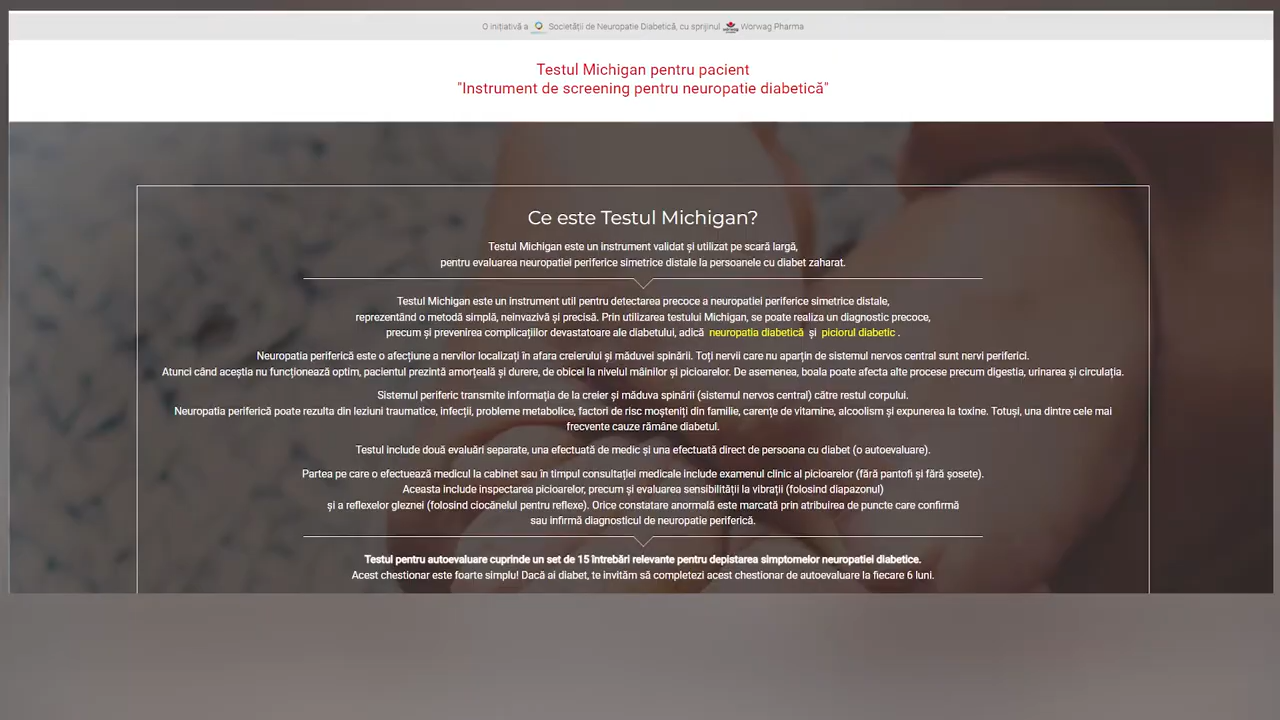 O inițiativă a Societății de Neuropatie Diabetică, cu sprijinul Worwag Pharma
Testul Michigan pentru pacient
"Instrument de screening pentru neuropatie diabetică"
Ce este Testul Michigan?
Testul Michigan este un instrument validat și utilizat pe scară largă,
pentru evaluarea neuropatiei periferice simetrice distale la persoanele cu diabet zaharat.
Testul Michigan este un instrument util pentru detectarea precoce a neuropatiei periferice simetrice distale,
reprezentând o metodă simplă, neinvazivă și precisă. Prin utilizarea testului Michigan, se poate realiza un diagnostic precoce,
precum și prevenirea complicațiilor devastatoare ale diabetului, adică neuropatia diabetică și piciorul diabetic .
Neuropatia periferică este o afecțiune a nervilor localizați în afara creierului și măduvei spinării. Toți nervii care nu aparțin de sistemul nervos central sunt nervi periferici.
Atunci când aceștia nu funcționează optim, pacientul prezintă amorțeală și durere, de obicei la nivelul mâinilor și picioarelor. De asemenea, boala poate afecta alte procese precum digestia, urinarea și circulația.
Sistemul periferic transmite informația de la creier și măduva spinării (sistemul nervos central) către restul corpului.
Neuropatia periferică poate rezulta din leziuni traumatice, infecții, probleme metabolice, factori de risc moșteniți din familie, carențe de vitamine, alcoolism și expunerea la toxine. Totuși, una dintre cele mai
frecvente cauze rămâne diabetul.
Testul include două evaluări separate, una efectuată de medic și una efectuată direct de persoana cu diabet (o autoevaluare).
Partea pe care o efectuează medicul la cabinet sau în timpul consultației medicale include examenul clinic al picioarelor (fără pantofi și fără șosete).
Aceasta include inspectarea picioarelor, precum și evaluarea sensibilității la vibrații (folosind diapazonul)
și a reflexelor gleznei (folosind ciocănelul pentru reflexe). Orice constatare anormală este marcată prin atribuirea de puncte care confirmă
sau infirmă diagnosticul de neuropatie periferică.
Testul pentru autoevaluare cuprinde un set de 15 întrebări relevante pentru depistarea simptomelor neuropatiei diabetice.
Acest chestionar este foarte simplu! Dacă ai diabet, te invităm să completezi acest chestionar de autoevaluare la fiecare 6 luni.